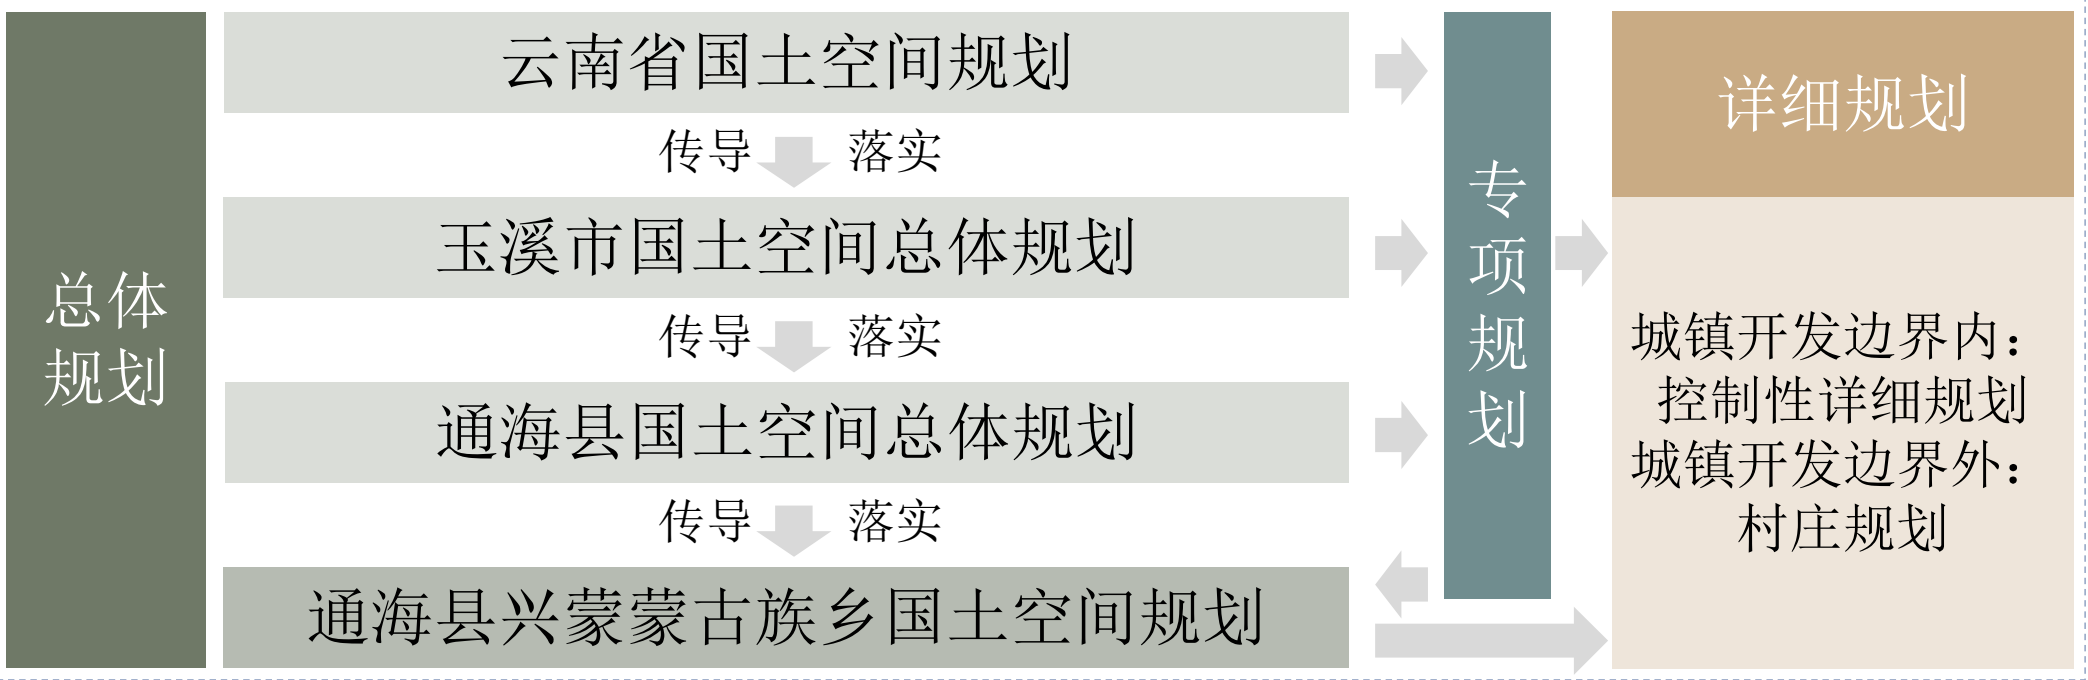 总体
规划
云南省国土空间规划
传导 落实
玉溪市国土空间总体规划
传导 落实
通海县国土空间总体规划
传导 落实
通海县兴蒙蒙古族乡国土空间规划
专
项
规
划
详细规划
城镇开发边界内：
控制性详细规划
城镇开发边界外：
村庄规划